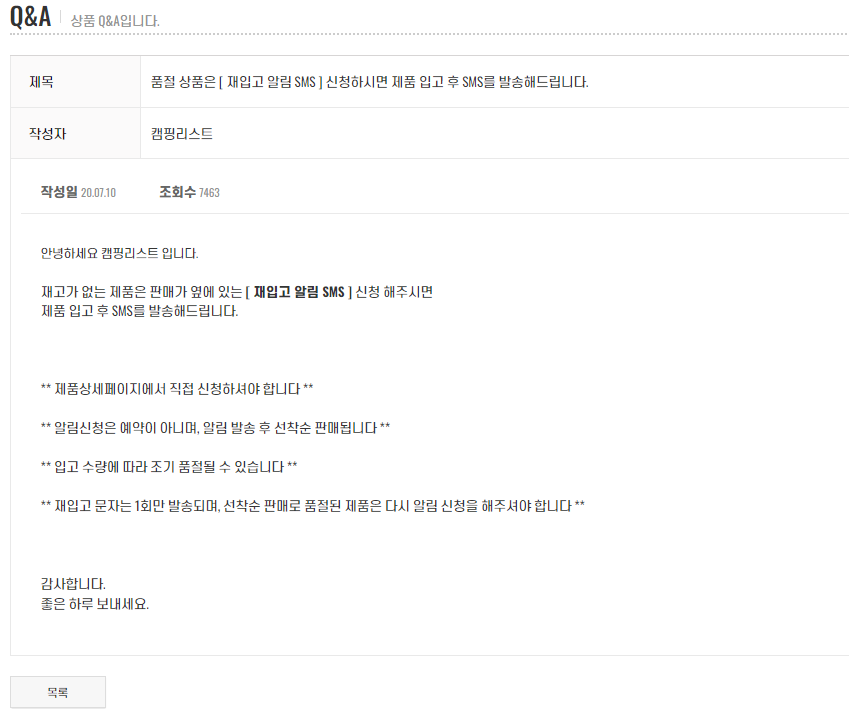 Q&A 상품 Q&A입니다.
제목 품절 상품은 [ 재입고 알림 SMS ] 신청하시면 제품 입고 후 SMS를 발송해드립니다.
작성자 캠핑리스트
작성일 20.07.10 조회수 7463
안녕하세요 캠핑리스트 입니다.
재고가 없는 제품은 판매가 옆에 있는 [ 재입고 알림 SMS ] 신청 해주시면
제품 입고 후 SMS를 발송해드립니다.
** 제품상세페이지에서 직접 신청하셔야 합니다 **
** 알림신청은 예약이 아니며, 알림 발송 후 선착순 판매됩니다 **
** 입고 수량에 따라 조기 품절될 수 있습니다 **
** 재입고 문자는 1회만 발송되며, 선착순 판매로 품절된 제품은 다시 알림 신청을 해주셔야 합니다 **
감사합니다.
좋은 하루 보내세요.
목록